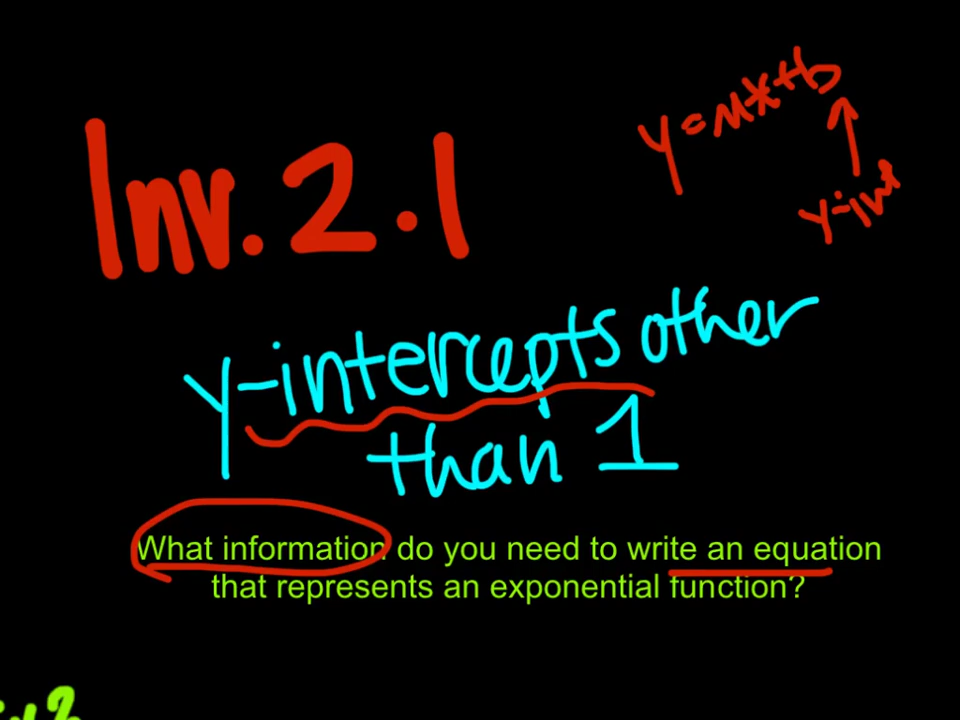 Inv. 2.1
y=mx+b
y-int
y-intercepts other
than 1
What information do you need to write an equation
that represents an exponential function?